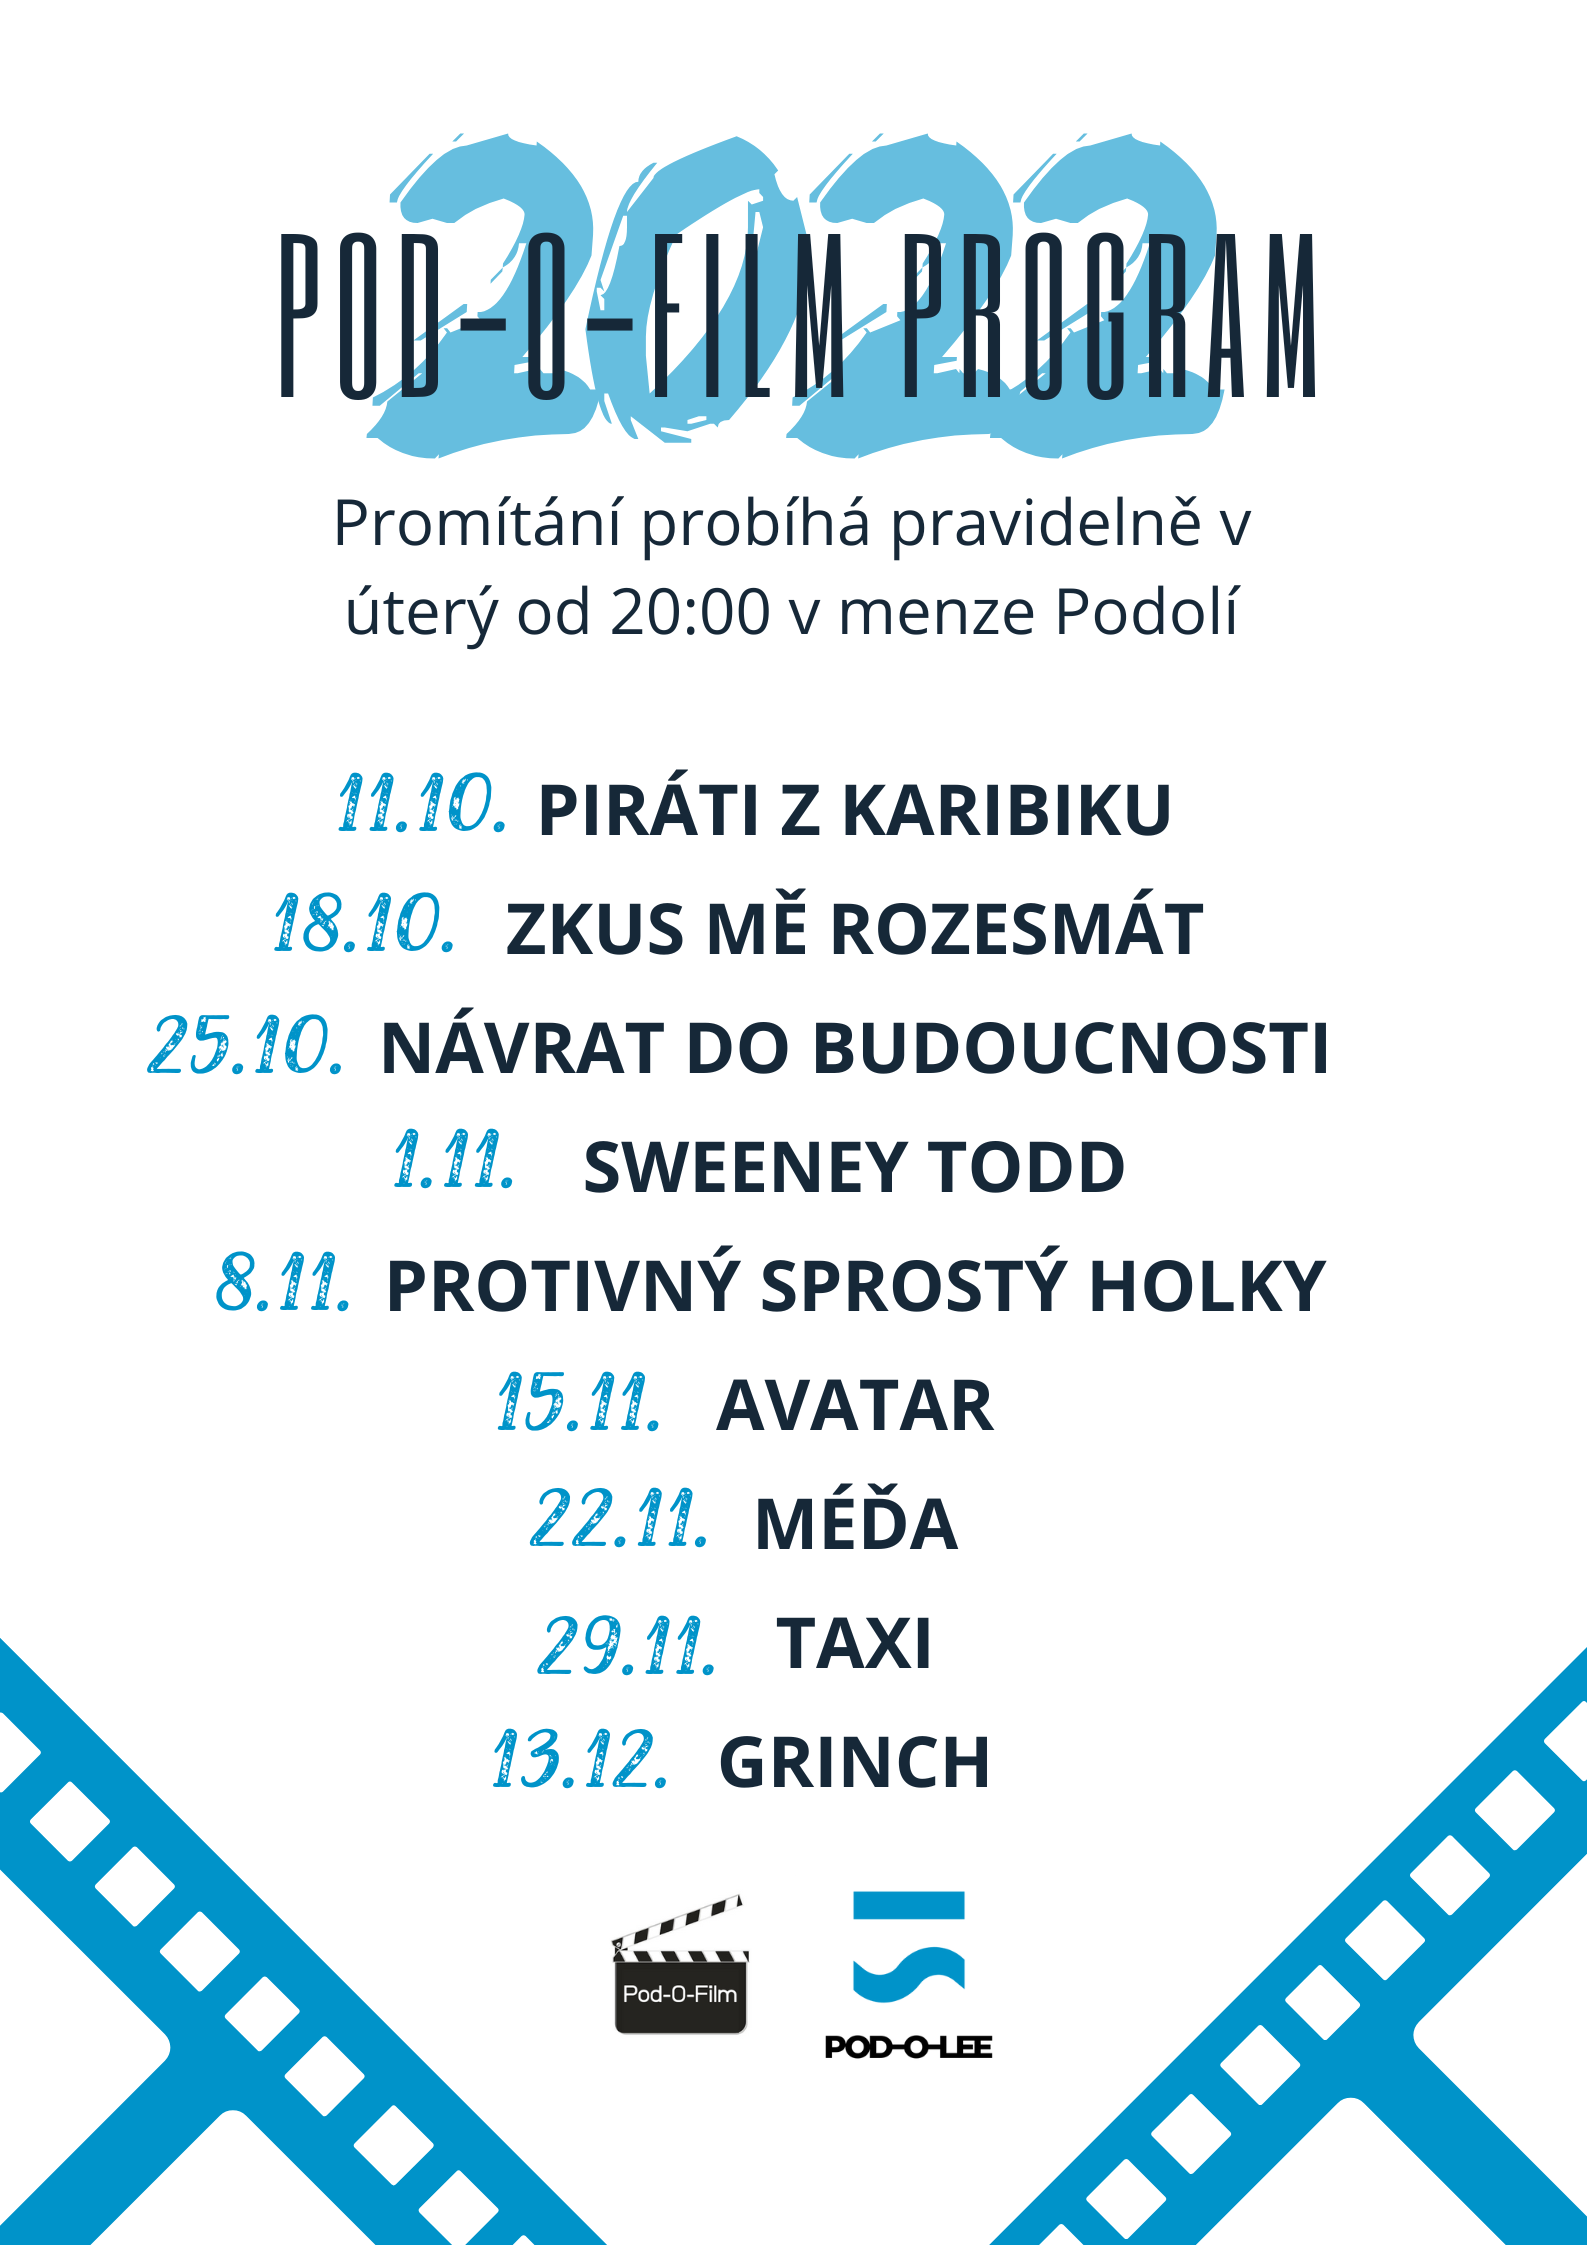 2022
POD-O-FILM PROGRAM
Promítání probíhá pravidelně v
úterý od 20:00 v menze Podolí
11.10. PIRÁTI Z KARIBIKU
18.10. ZKUS MĚ ROZESMÁT
25.10. NÁVRAT DO BUDOUCNOSTI
1.11. SWEENEY TODD
8.11. PROTIVNÝ SPROSTÝ HOLKY
15.11. AVATAR
22.11. MÉĎA
29.11. TAXI
13.12. GRINCH
Pod-O-Film
POD-O-LEE